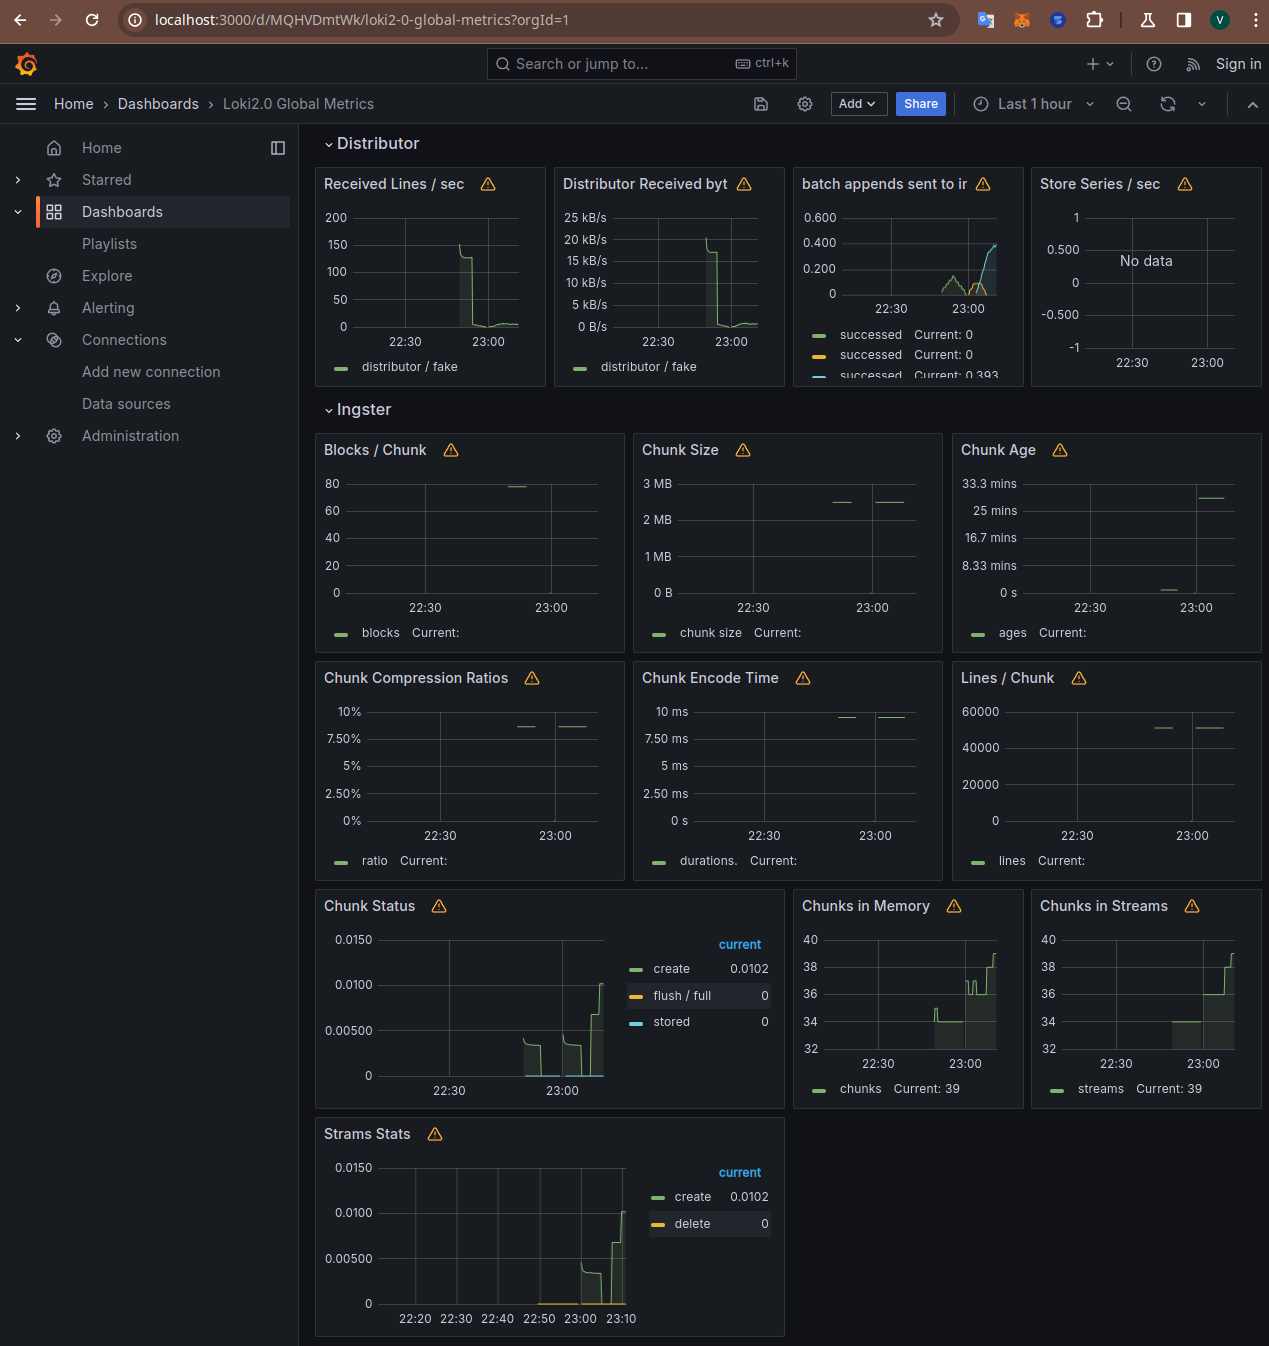 localhost:3000/d/MQHVDmtWk/loki2-0-global-metrics?orgId=1
V
Search or jump to...
ctrl+k
Sign in
Home › Dashboards › Loki2.0 Global Metrics
Add
Share
Last 1 hour
Home
Starred
Dashboards
Playlists
Explore
Alerting
Connections
Add new connection
Data sources
Administration
Distributor
Received Lines / sec
200
150
100
50
0
22:30 23:00
distributor / fake
Distributor Received byt
25 kB/s
20 kB/s
15 kB/s
10 kB/s
5 kB/s
0 B/s
22:30 23:00
distributor / fake
batch appends sent to ir
0.600
0.400
0.200
0
22:30 23:00
successed Current: 0
successed Current: 0
successed Current: 0.393
Store Series / sec
1
0.500
No data
0
-0.500
-1
22:30 23:00
Ingster
Blocks / Chunk
80
60
40
20
0
22:30 23:00
blocks Current:
Chunk Size
3 MB
2 MB
1 MB
0 B
22:30 23:00
chunk size Current:
Chunk Age
33.3 mins
25 mins
16.7 mins
8.33 mins
0 s
22:30 23:00
ages Current:
Chunk Compression Ratios
10%
7.50%
5%
2.50%
0%
22:30 23:00
ratio Current:
Chunk Encode Time
10 ms
7.50 ms
5 ms
2.50 ms
0 s
22:30 23:00
durations. Current:
Lines / Chunk
60000
40000
20000
0
22:30 23:00
lines Current:
Chunk Status
0.0150
0.0100
0.00500
0
22:30 23:00
current
create 0.0102
flush / full 0
stored 0
Chunks in Memory
40
38
36
34
32
22:30 23:00
chunks Current: 39
Chunks in Streams
40
38
36
34
32
22:30 23:00
streams Current: 39
Strams Stats
0.0150
0.0100
0.00500
0
22:20 22:30 22:40 22:50 23:00 23:10
current
create 0.0102
delete 0